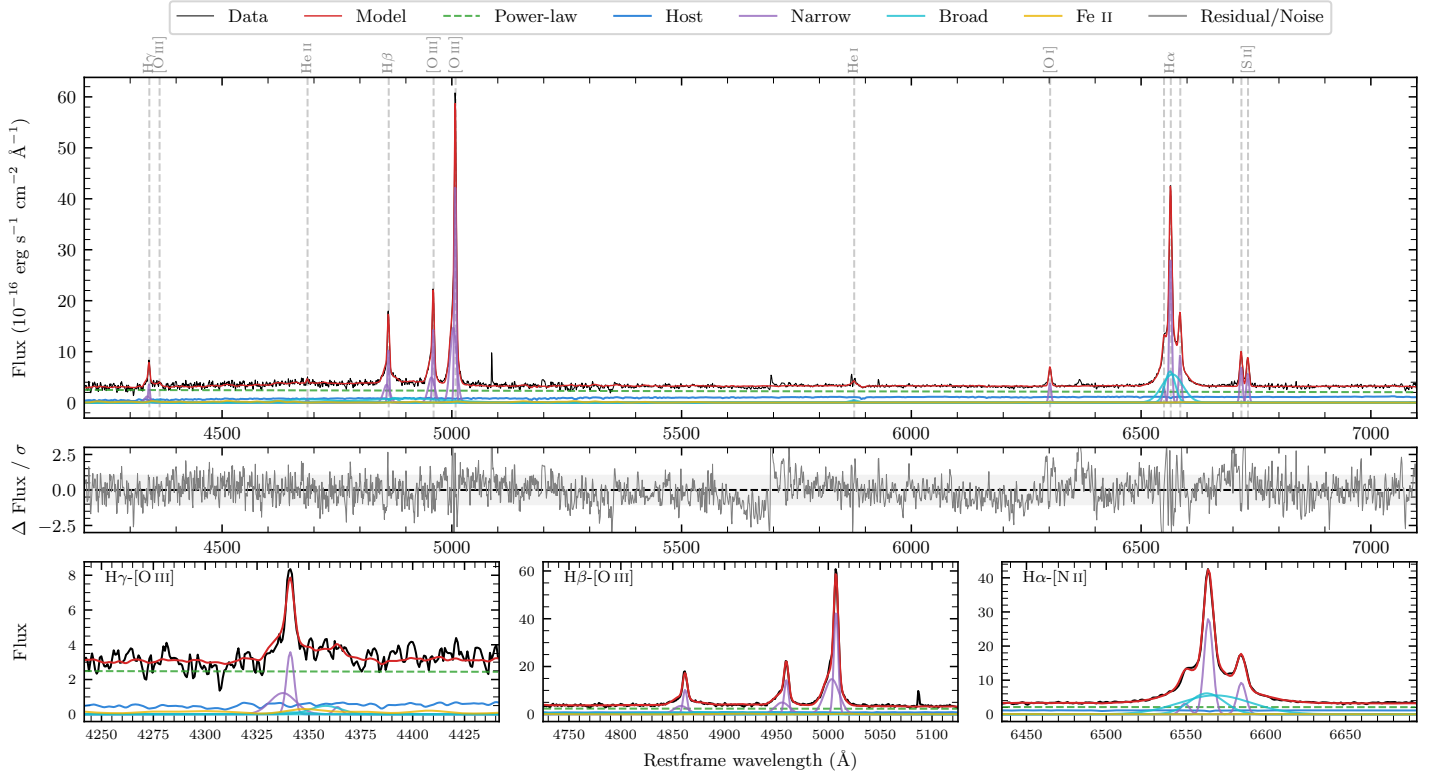 Data Model Power-law Host Narrow Broad Fe II Residual/Noise
Hγ [O III] He II Hβ [O III] [O III] He I [O I] Hα [S II]
Flux (10⁻¹⁶ erg s⁻¹ cm⁻² Å⁻¹)
60
50
40
30
20
10
0
4500 5000 5500 6000 6500 7000
Δ Flux / σ
2.5
0.0
−2.5
4500 5000 5500 6000 6500 7000
Flux
Hγ-[O III]
8
6
4
2
0
4250 4275 4300 4325 4350 4375 4400 4425
Hβ-[O III]
60
40
20
0
4750 4800 4850 4900 4950 5000 5050 5100
Hα-[N II]
40
30
20
10
0
6450 6500 6550 6600 6650
Restframe wavelength (Å)